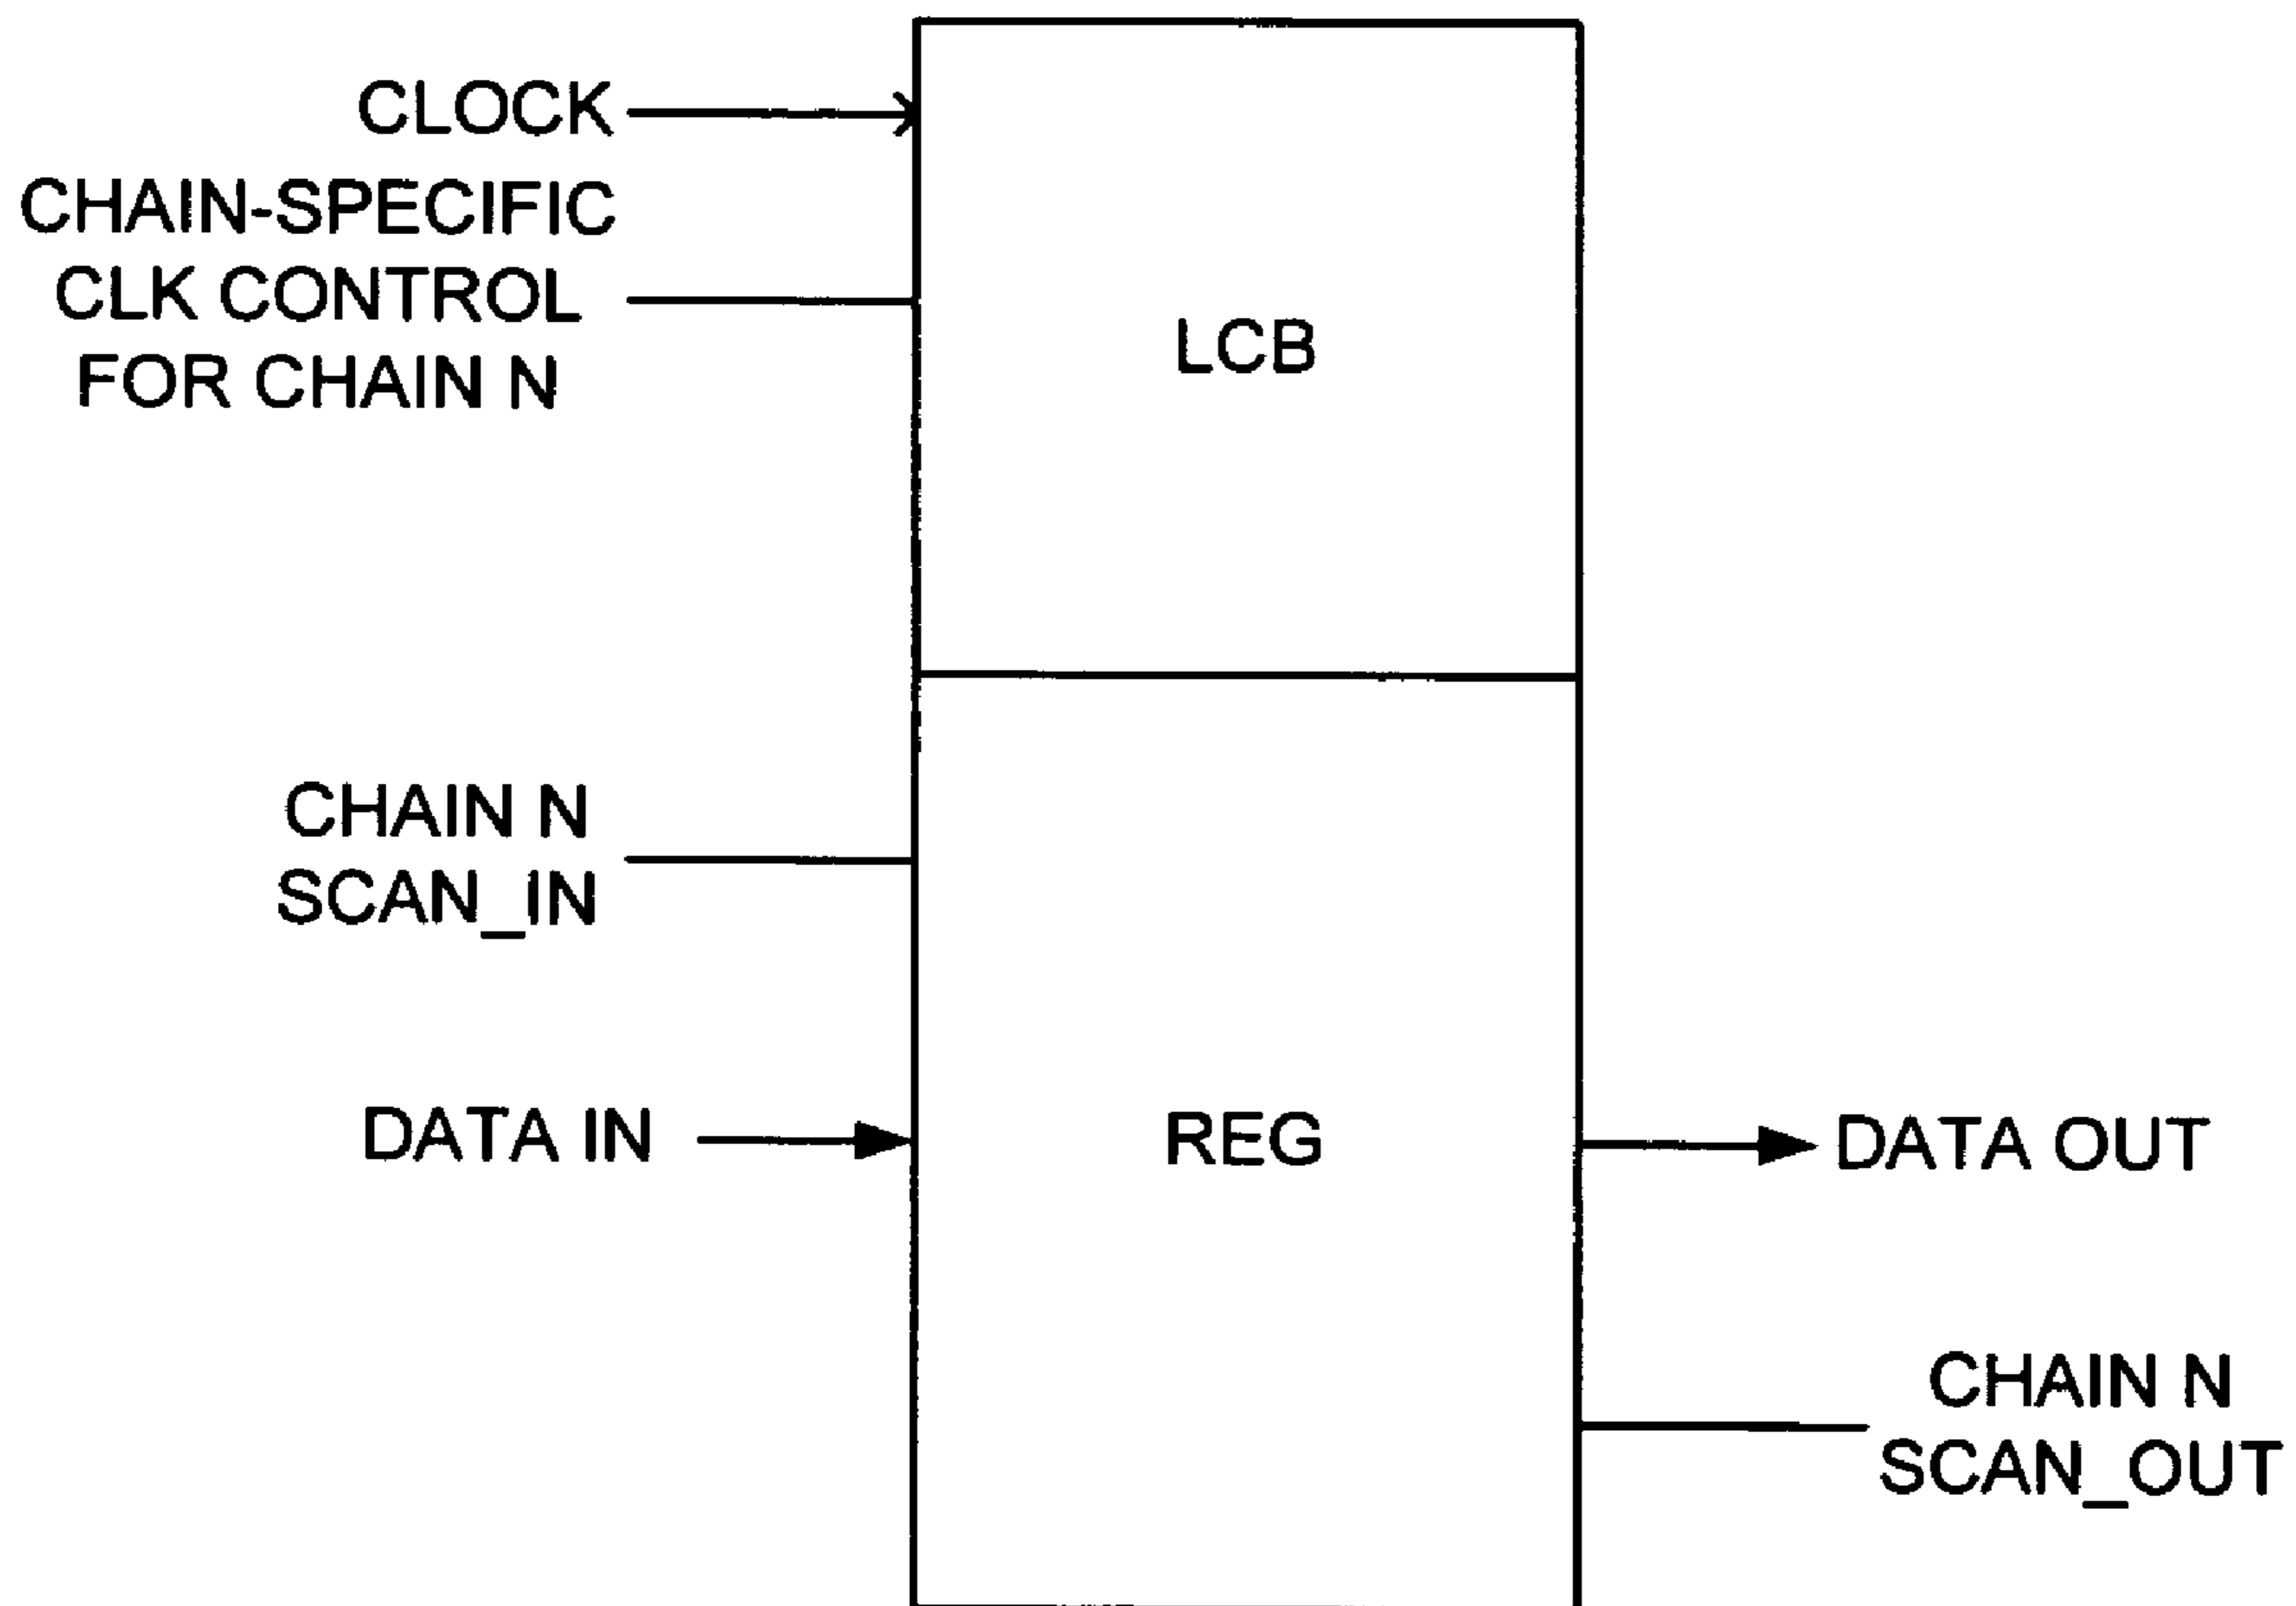 CLOCK
CHAIN-SPECIFIC
CLK CONTROL
FOR CHAIN N
LCB
CHAIN N
SCAN_IN
DATA IN
REG
DATA OUT
CHAIN N
SCAN_OUT